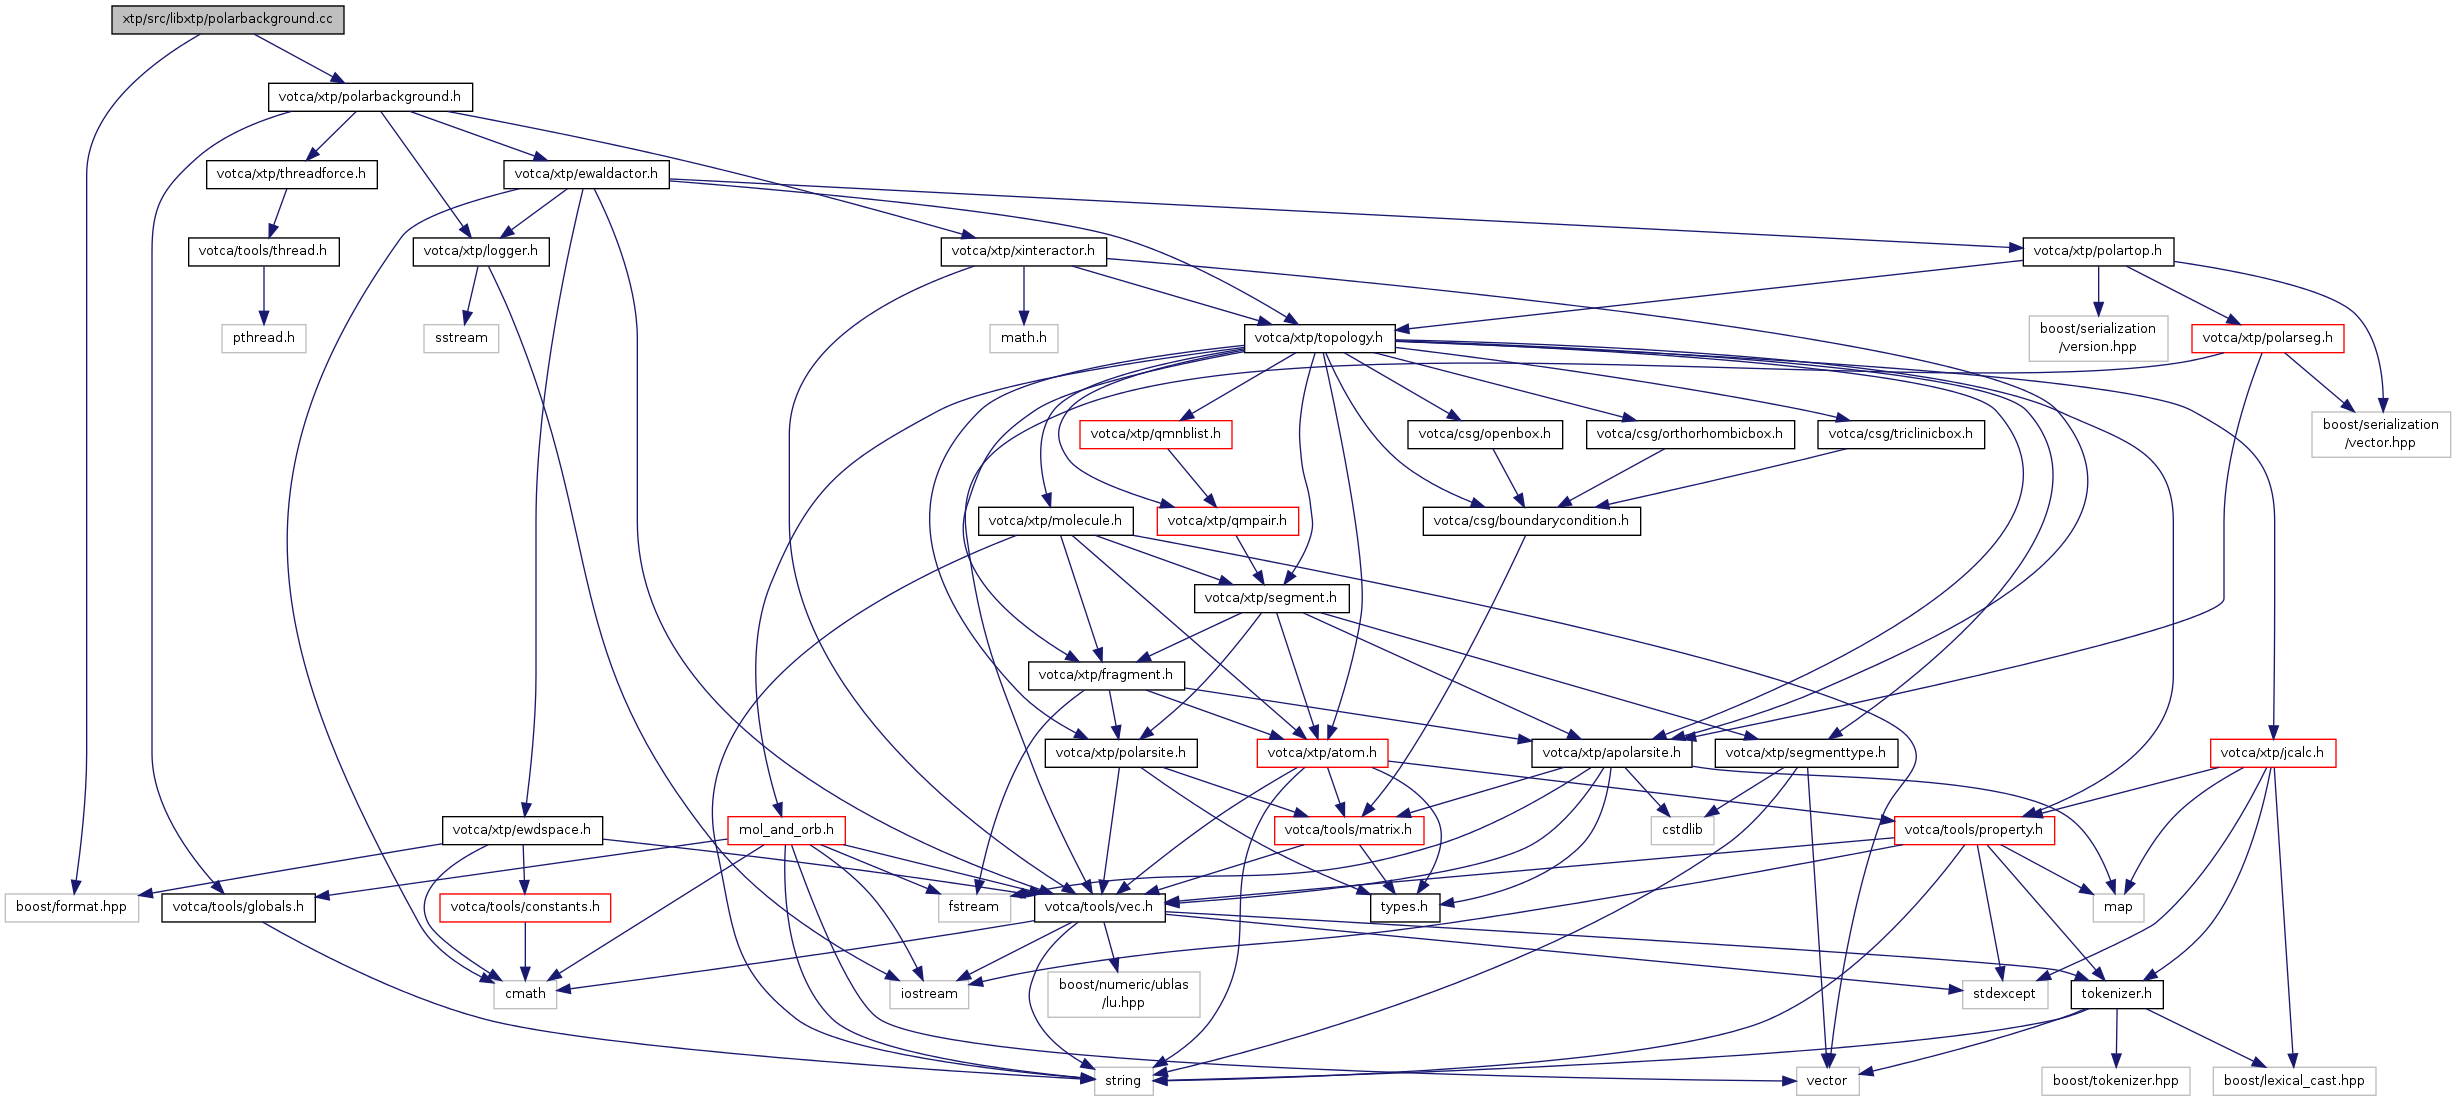 xtp/src/libxtp/polarbackground.cc
votca/xtp/polarbackground.h
votca/xtp/threadforce.h
votca/xtp/ewaldactor.h
votca/tools/thread.h
votca/xtp/logger.h
votca/xtp/xinteractor.h
votca/xtp/polartop.h
pthread.h
sstream
math.h
votca/xtp/topology.h
boost/serialization
/version.hpp
votca/xtp/polarseg.h
votca/xtp/qmnblist.h
votca/csg/openbox.h
votca/csg/orthorhombicbox.h
votca/csg/triclinicbox.h
boost/serialization
/vector.hpp
votca/xtp/molecule.h
votca/xtp/qmpair.h
votca/csg/boundarycondition.h
votca/xtp/segment.h
votca/xtp/fragment.h
votca/xtp/polarsite.h
votca/xtp/atom.h
votca/xtp/apolarsite.h
votca/xtp/segmenttype.h
votca/xtp/jcalc.h
votca/xtp/ewdspace.h
mol_and_orb.h
votca/tools/matrix.h
cstdlib
votca/tools/property.h
boost/format.hpp
votca/tools/globals.h
votca/tools/constants.h
fstream
votca/tools/vec.h
types.h
map
cmath
iostream
boost/numeric/ublas
/lu.hpp
stdexcept
tokenizer.h
string
vector
boost/tokenizer.hpp
boost/lexical_cast.hpp